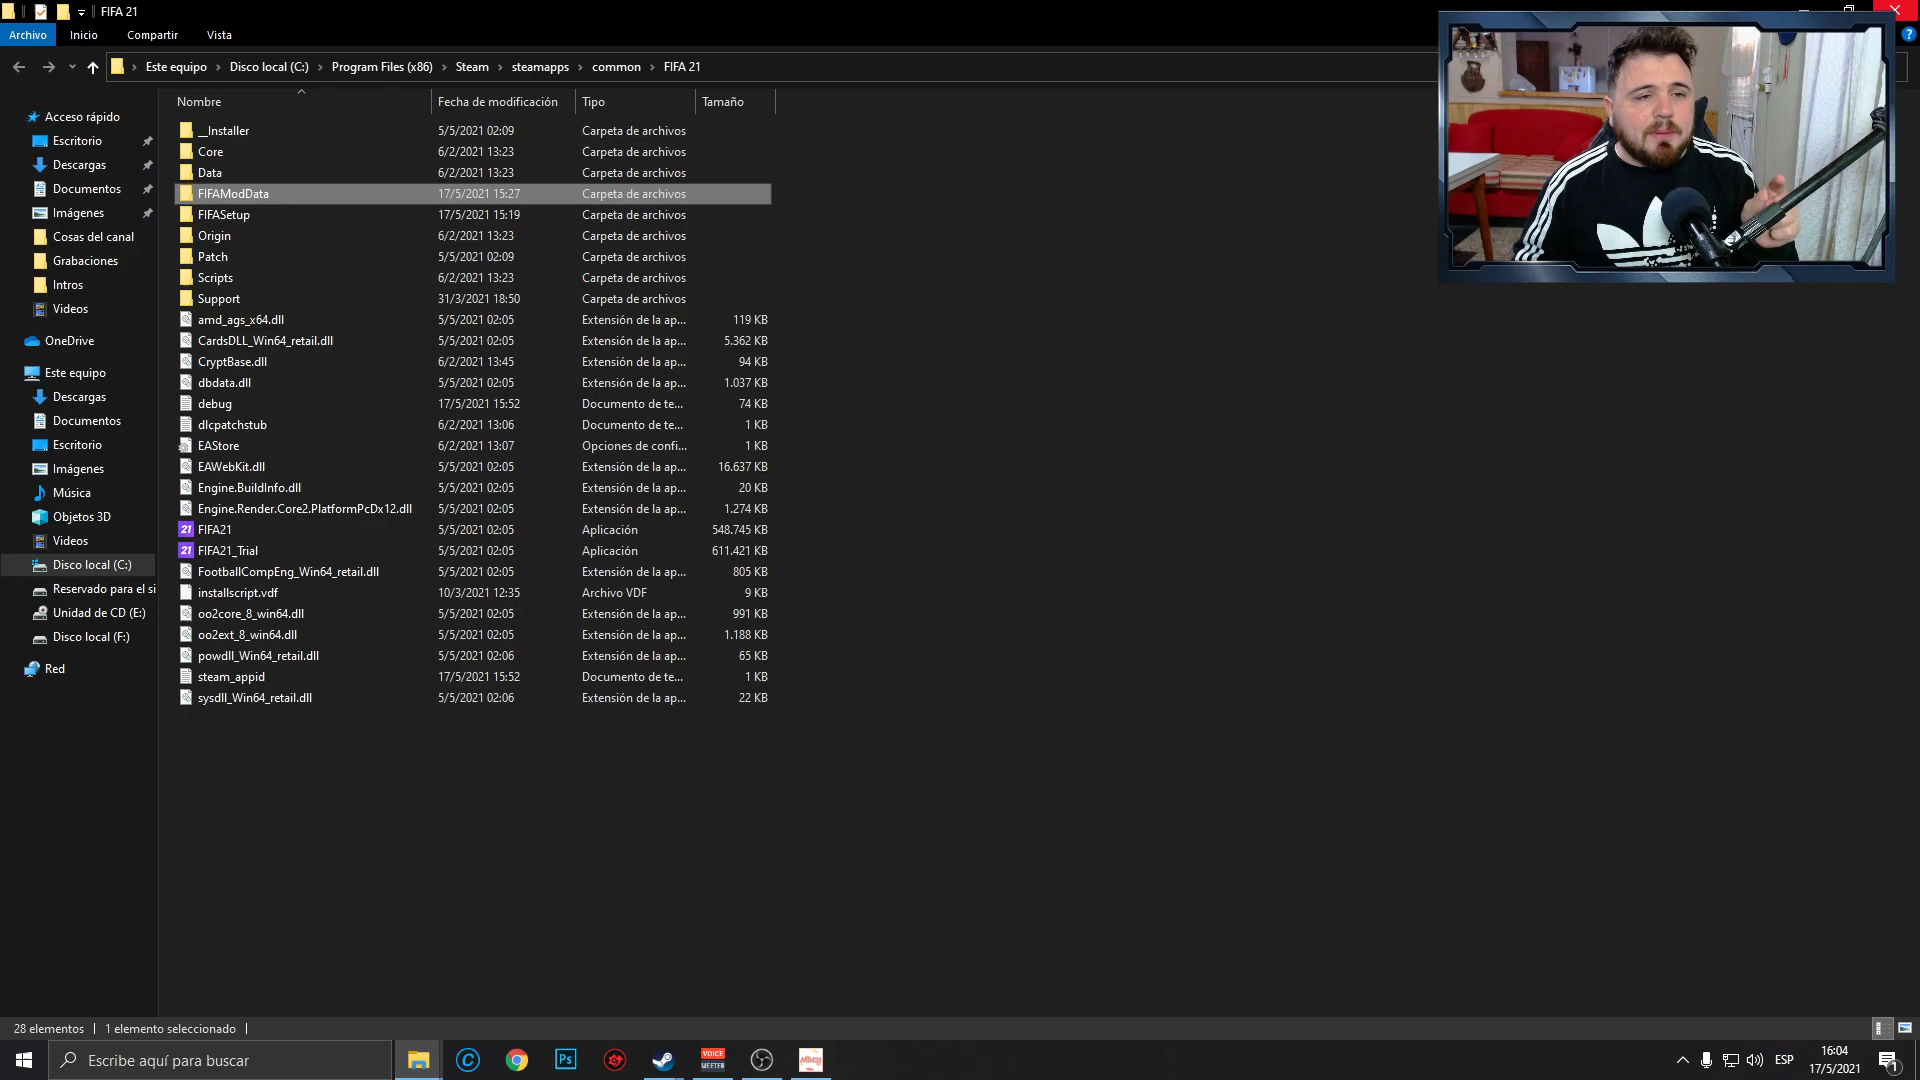 FIFA 21
Archivo
Inicio
Compartir
Vista
Este equipo
Disco local (C:)
Program Files (x86)
Steam
steamapps
common
FIFA 21
Nombre
Fecha de modificación
Tipo
Tamaño
Acceso rápido
Escritorio
Descargas
Documentos
Imágenes
Cosas del canal
Grabaciones
Intros
Videos
OneDrive
Este equipo
Descargas
Documentos
Escritorio
Imágenes
Música
Objetos 3D
Videos
Disco local (C:)
Reservado para el si
Unidad de CD (E:)
Disco local (F:)
Red
__Installer 5/5/2021 02:09 Carpeta de archivos
Core 6/2/2021 13:23 Carpeta de archivos
Data 6/2/2021 13:23 Carpeta de archivos
FIFAModData 17/5/2021 15:27 Carpeta de archivos
FIFASetup 17/5/2021 15:19 Carpeta de archivos
Origin 6/2/2021 13:23 Carpeta de archivos
Patch 5/5/2021 02:09 Carpeta de archivos
Scripts 6/2/2021 13:23 Carpeta de archivos
Support 31/3/2021 18:50 Carpeta de archivos
amd_ags_x64.dll 5/5/2021 02:05 Extensión de la ap... 119 KB
CardsDLL_Win64_retail.dll 5/5/2021 02:05 Extensión de la ap... 5.362 KB
CryptBase.dll 6/2/2021 13:45 Extensión de la ap... 94 KB
dbdata.dll 5/5/2021 02:05 Extensión de la ap... 1.037 KB
debug 17/5/2021 15:52 Documento de te... 74 KB
dlcpatchstub 6/2/2021 13:06 Documento de te... 1 KB
EAStore 6/2/2021 13:07 Opciones de confi... 1 KB
EAWebKit.dll 5/5/2021 02:05 Extensión de la ap... 16.637 KB
Engine.BuildInfo.dll 5/5/2021 02:05 Extensión de la ap... 20 KB
Engine.Render.Core2.PlatformPcDx12.dll 5/5/2021 02:05 Extensión de la ap... 1.274 KB
21 FIFA21 5/5/2021 02:05 Aplicación 548.745 KB
21 FIFA21_Trial 5/5/2021 02:05 Aplicación 611.421 KB
FootballCompEng_Win64_retail.dll 5/5/2021 02:05 Extensión de la ap... 805 KB
installscript.vdf 10/3/2021 12:35 Archivo VDF 9 KB
oo2core_8_win64.dll 5/5/2021 02:05 Extensión de la ap... 991 KB
oo2ext_8_win64.dll 5/5/2021 02:05 Extensión de la ap... 1.188 KB
powdll_Win64_retail.dll 5/5/2021 02:06 Extensión de la ap... 65 KB
steam_appid 17/5/2021 15:52 Documento de te... 1 KB
sysdll_Win64_retail.dll 5/5/2021 02:06 Extensión de la ap... 22 KB
28 elementos
1 elemento seleccionado
Escribe aquí para buscar
Ps
VOICE
MEETER
ESP
16:04
17/5/2021
1